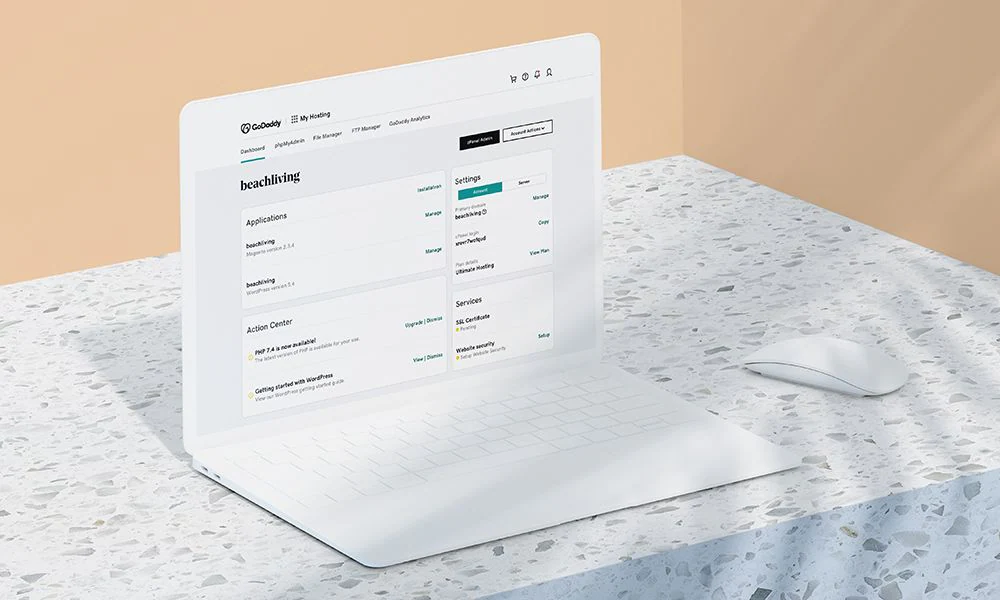 GoDaddy
My Hosting
Dashboard
phpMyAdmin
File Manager
FTP Manager
GoDaddy Analytics
cPanel Admin
Account Actions
beachliving
Applications
Installatron
beachliving
Manage
Magento version 2.3.4
beachliving
Manage
WordPress version 5.4
Action Center
PHP 7.4 is now available!
Upgrade | Dismiss
The latest version of PHP is available for your use.
Getting started with WordPress
View | Dismiss
View our WordPress getting started guide.
Settings
Account
Server
Primary domain
Manage
beachliving
cPanel login
Copy
Plan details
View Plan
Ultimate Hosting
Services
SSL Certificate
Pending
Website security
Setup
Setup Website Security